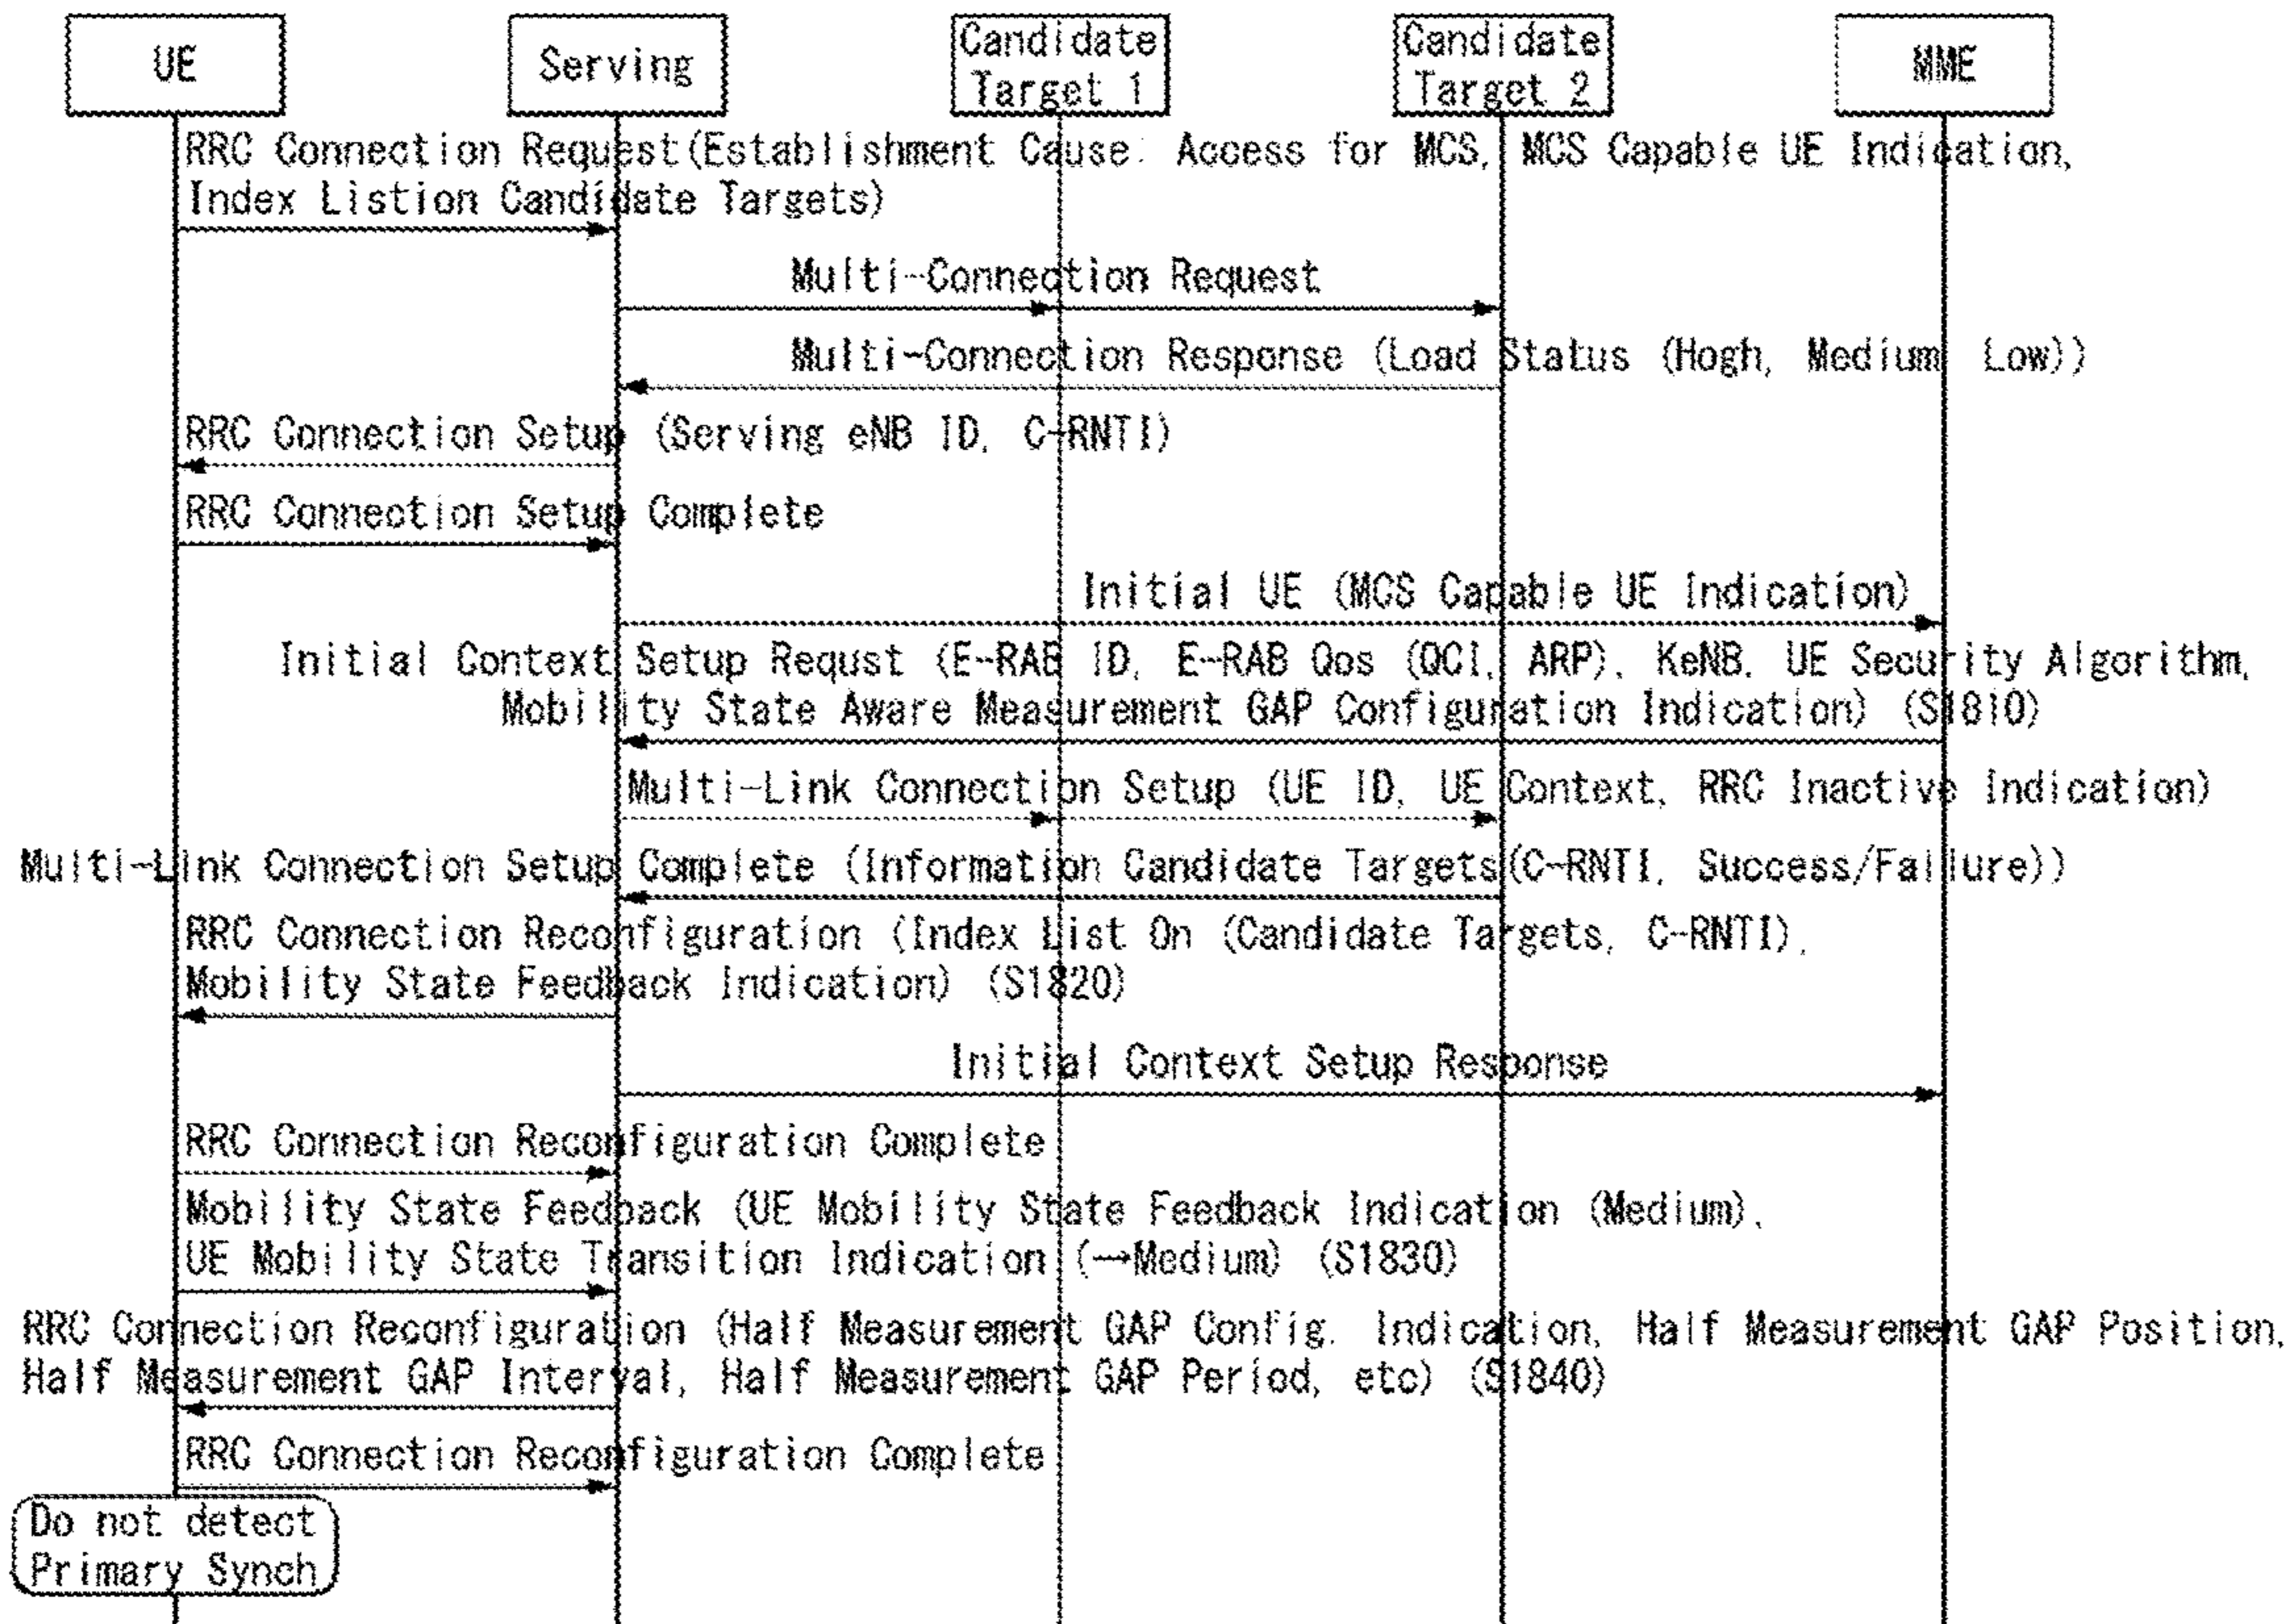 UE
Serving
Candidate
Target 1
Candidate
Target 2
MME
RRC Connection Request(Establishment Cause: Access for MCS, MCS Capable UE Indication,
Index Listion Candidate Targets)
Multi-Connection Request
Multi-Connection Response (Load Status (Hogh, Medium, Low))
RRC Connection Setup (Serving eNB ID, C-RNTI)
RRC Connection Setup Complete
Initial UE (MCS Capable UE Indication)
Initial Context Setup Requst (E-RAB ID, E-RAB Qos (QCI, ARP), KeNB, UE Security Algorithm,
Mobility State Aware Measurement GAP Configuration Indication) (S1810)
Multi-Link Connection Setup (UE ID, UE Context, RRC Inactive Indication)
Multi-Link Connection Setup Complete (Information Candidate Targets(C-RNTI, Success/Failure))
RRC Connection Reconfiguration (Index List On (Candidate Targets, C-RNTI),
Mobility State Feedback Indication) (S1820)
Initial Context Setup Response
RRC Connection Reconfiguration Complete
Mobility State Feedback (UE Mobility State Feedback Indication (Medium),
UE Mobility State Transition Indication (→Medium) (S1830)
RRC Connection Reconfiguration (Half Measurement GAP Config. Indication, Half Measurement GAP Position,
Half Measurement GAP Interval, Half Measurement GAP Period, etc) (S1840)
RRC Connection Reconfiguration Complete
Do not detect
Primary Synch